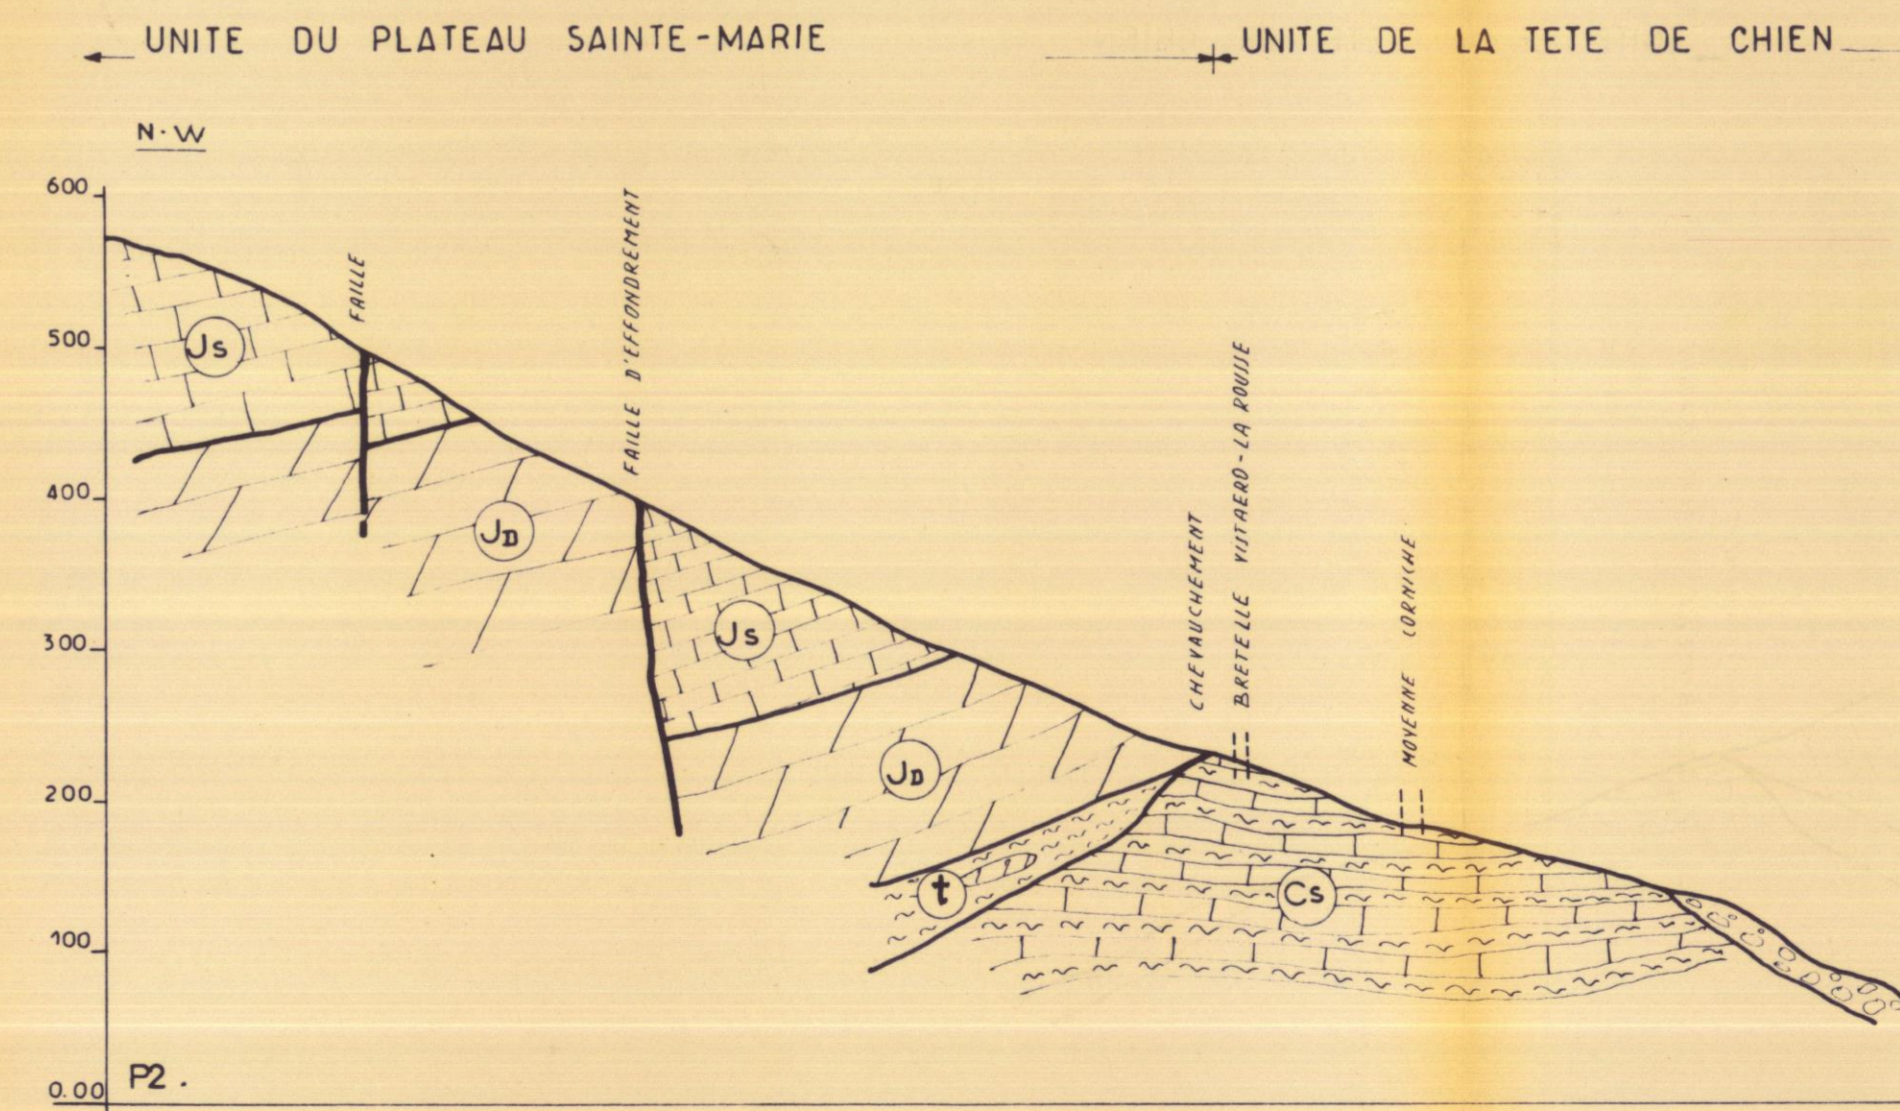 UNITE DU PLATEAU SAINTE-MARIE
UNITE DE LA TETE DE CHIEN
N.W
600
500
400
300
200
100
0.00
FAILLE
FAILLE D'EFFONDREMENT
CHEVAUCHEMENT
BRETELLE VISTAERO-LA ROUSSE
MOYENNE CORNICHE
Js
JD
Js
JD
t
Cs
P2.